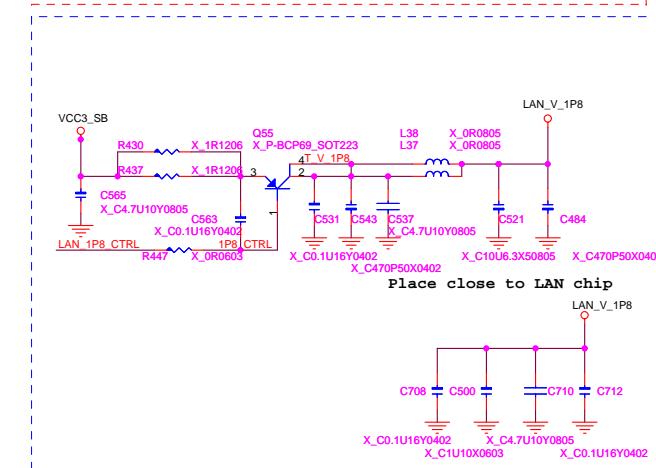 LAN_V_1P8
VCC3_SB
Q55 L38 X_0R0805
R430 X_1R1206 X_P-BCP69_SOT223 L37 X_0R0805
4 T_V_1P8
R437 X_1R1206 3 2
C565
X_C4.7U10Y0805
C563 1 C531 C543 C537 C521 C484
X_C0.1U16Y0402 X_C4.7U10Y0805
LAN_1P8_CTRL 1P8_CTRL
R447 X_0R0603 X_C0.1U16Y0402 X_C10U6.3X50805 X_C470P50X040
X_C470P50X0402
Place close to LAN chip
LAN_V_1P8
C708 C500 C710 C712
X_C0.1U16Y0402 X_C4.7U10Y0805
X_C1U10X0603 X_C0.1U16Y0402